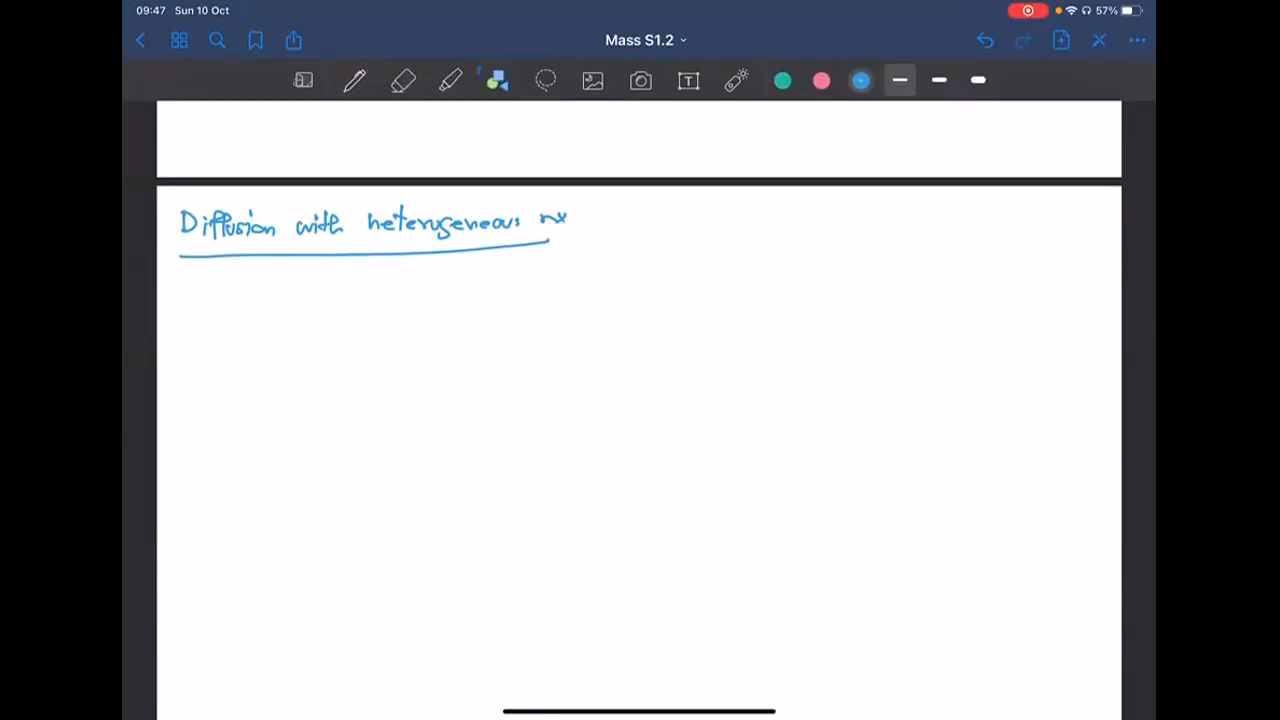 09:47 Sun 10 Oct
57%
Mass S1.2
T
Diffusion with heterogeneous rx